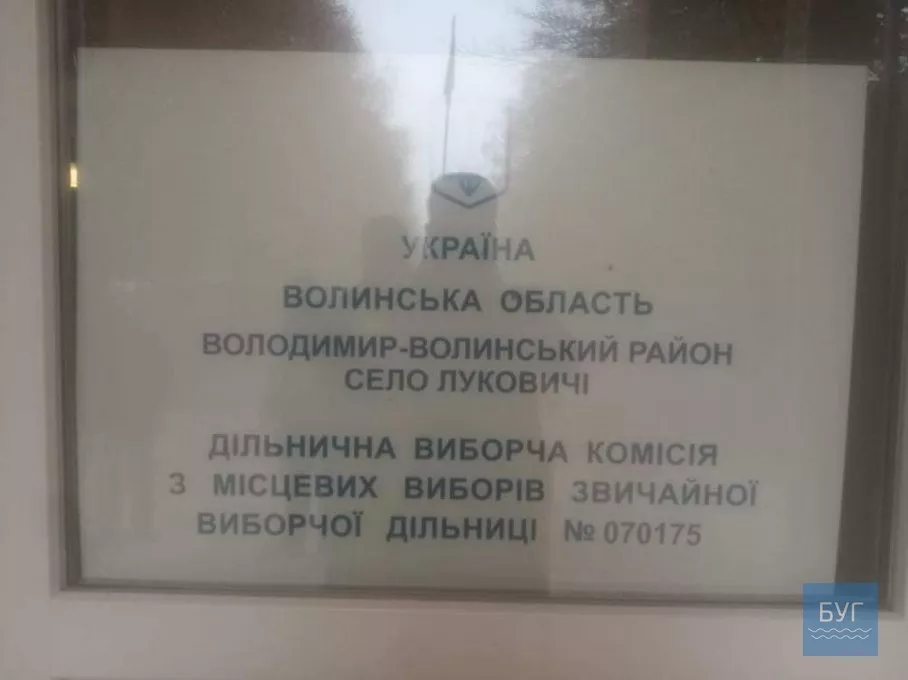 УКРАЇНА
ВОЛИНСЬКА ОБЛАСТЬ
ВОЛОДИМИР-ВОЛИНСЬКИЙ РАЙОН
СЕЛО ЛУКОВИЧІ
ДІЛЬНИЧНА ВИБОРЧА КОМІСІЯ
З МІСЦЕВИХ ВИБОРІВ ЗВИЧАЙНОЇ
ВИБОРЧОЇ ДІЛЬНИЦІ № 070175
БУГ